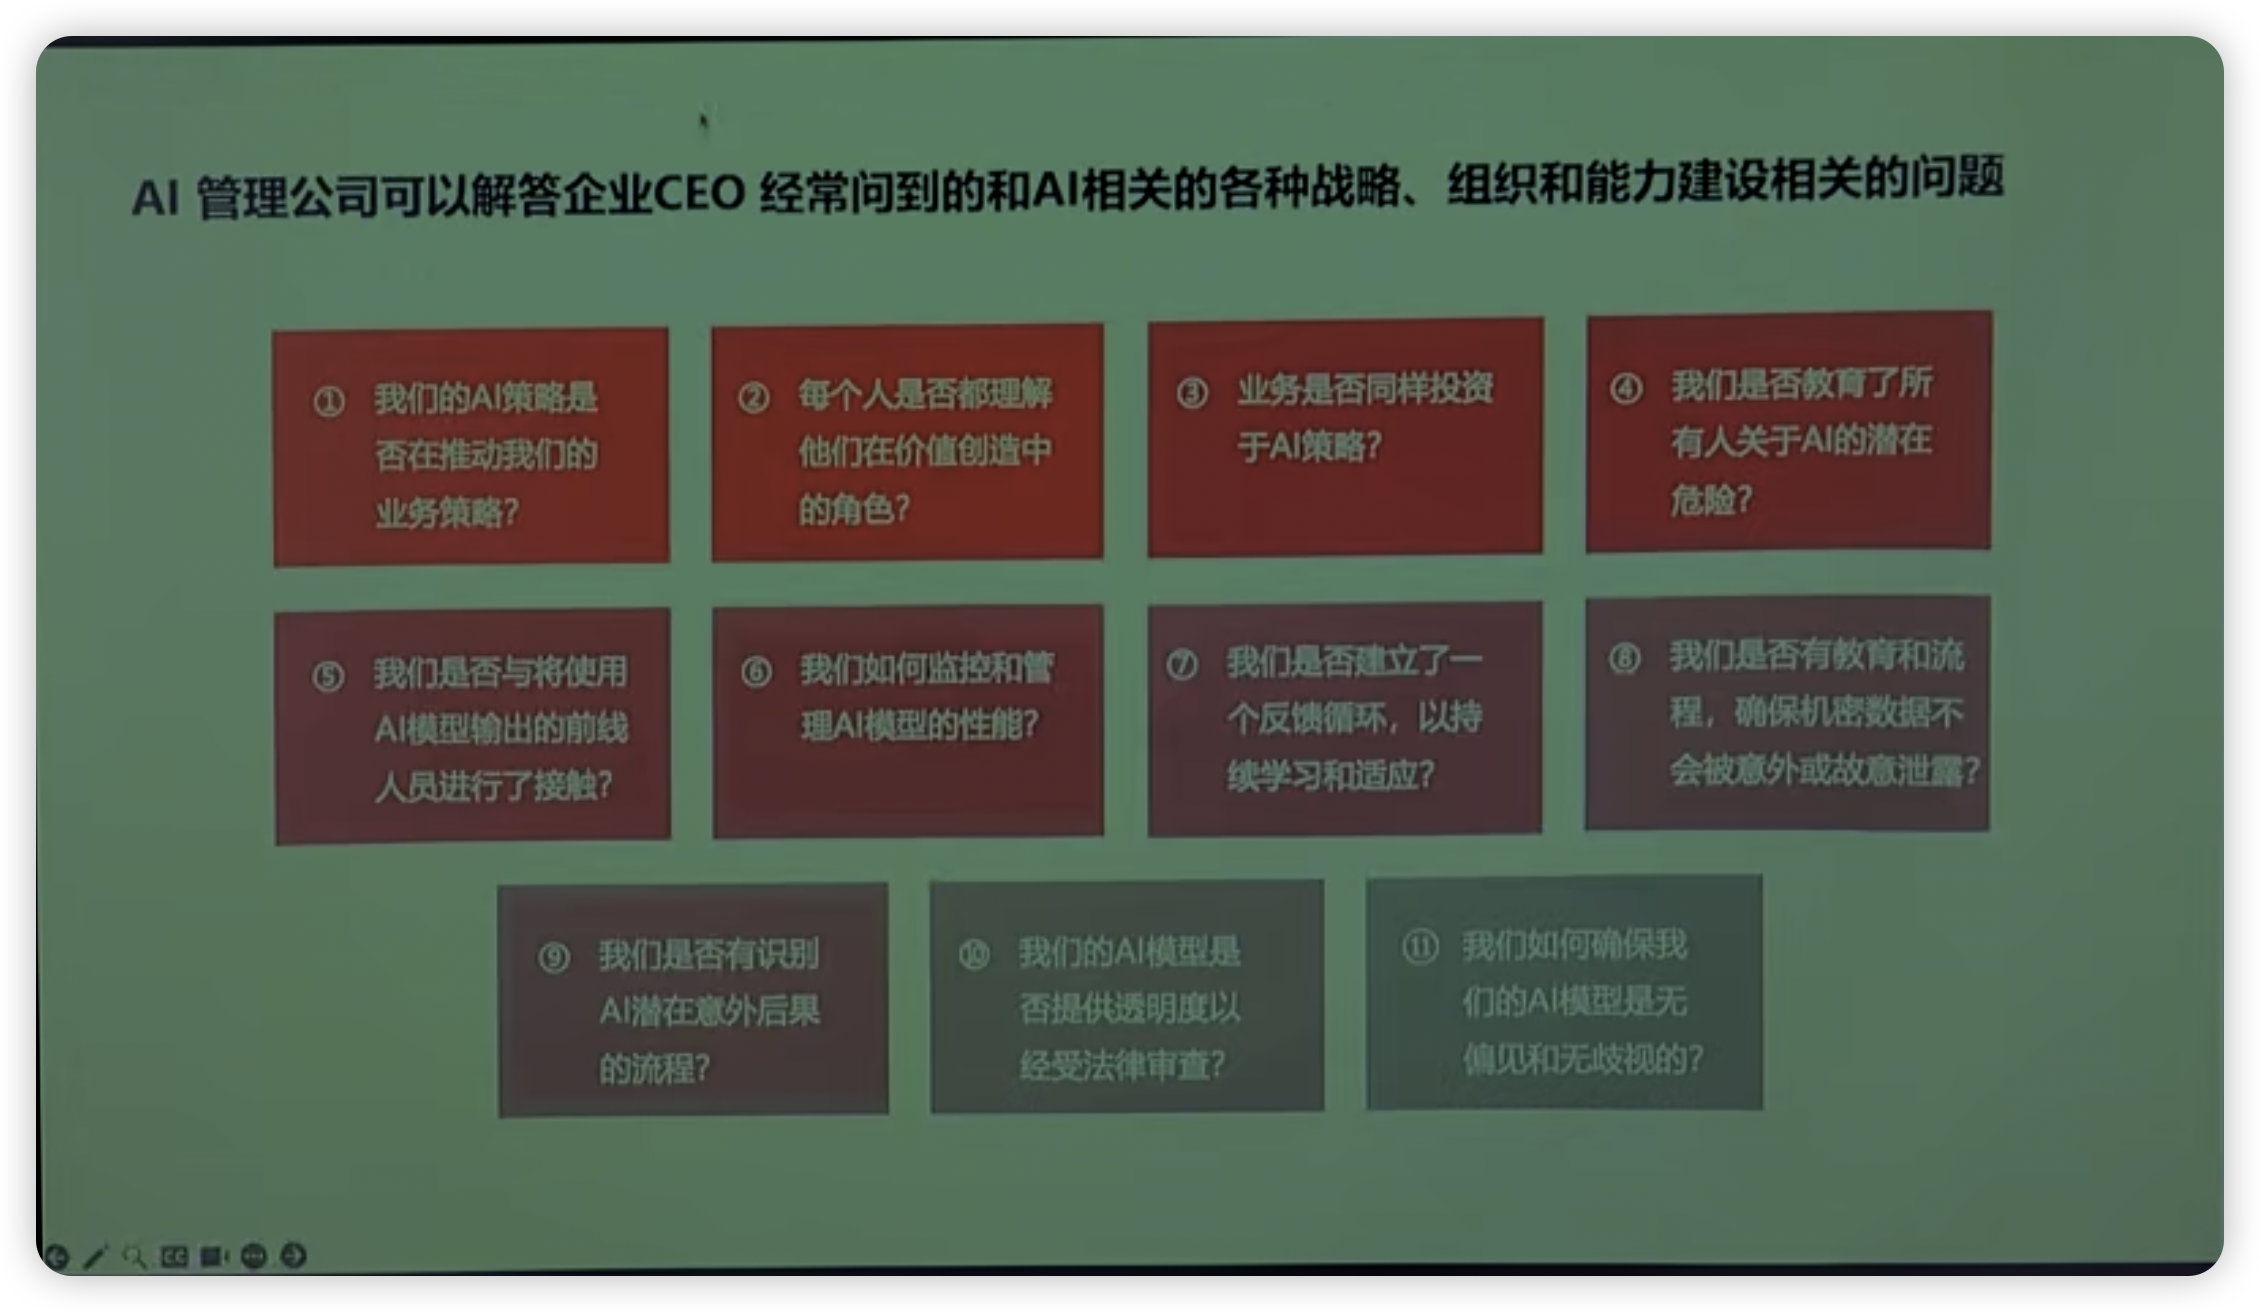 AI 管理公司可以解答企业CEO 经常问到的和AI相关的各种战略、组织和能力建设相关的问题
① 我们的AI策略是
否在推动我们的
业务策略?
② 每个人是否都理解
他们在价值创造中
的角色?
③ 业务是否同样投资
于AI策略?
④ 我们是否教育了所
有人关于AI的潜在
危险?
⑤ 我们是否与将使用
AI模型输出的前线
人员进行了接触?
⑥ 我们如何监控和管
理AI模型的性能?
⑦ 我们是否建立了一
个反馈循环，以持
续学习和适应?
⑧ 我们是否有教育和流
程，确保机密数据不
会被意外或故意泄露?
⑨ 我们是否有识别
AI潜在意外后果
的流程?
⑩ 我们的AI模型是
否提供透明度以
经受法律审查?
⑪ 我们如何确保我
们的AI模型是无
偏见和无歧视的?
CC